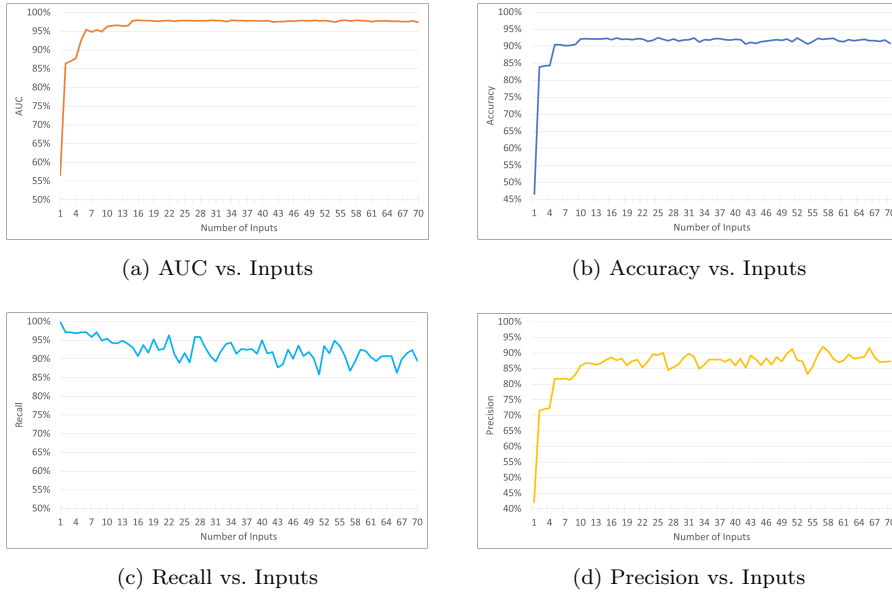 100%
95%
90%
85%
80%
75%
70%
65%
60%
55%
50%
AUC
1 4 7 10 13 16 19 22 25 28 31 34 37 40 43 46 49 52 55 58 61 64 67 70
Number of Inputs
(a) AUC vs. Inputs
100%
95%
90%
85%
80%
75%
70%
65%
60%
55%
50%
45%
Accuracy
1 4 7 10 13 16 19 22 25 28 31 34 37 40 43 46 49 52 55 58 61 64 67 70
Number of Inputs
(b) Accuracy vs. Inputs
100%
95%
90%
85%
80%
75%
70%
65%
60%
55%
50%
Recall
1 4 7 10 13 16 19 22 25 28 31 34 37 40 43 46 49 52 55 58 61 64 67 70
Number of Inputs
(c) Recall vs. Inputs
100%
95%
90%
85%
80%
75%
70%
65%
60%
55%
50%
45%
40%
Precision
1 4 7 10 13 16 19 22 25 28 31 34 37 40 43 46 49 52 55 58 61 64 67 70
Number of Inputs
(d) Precision vs. Inputs